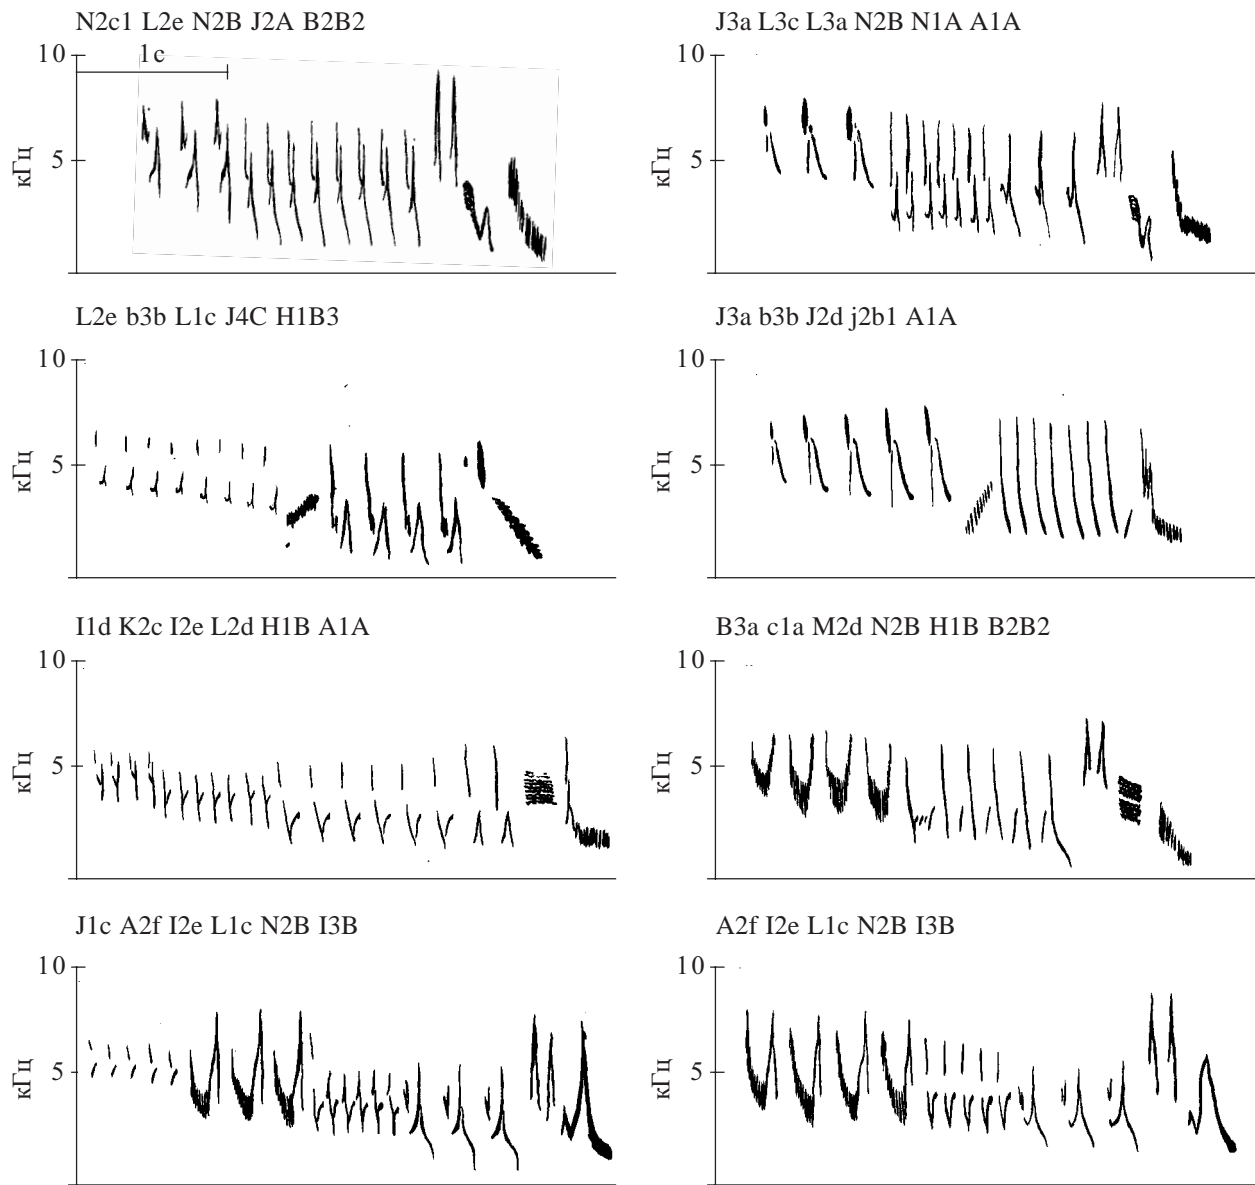 N2c1 L2e N2B J2A B2B2
10
1с
5
кГц
J3a L3c L3a N2B N1A A1A
10
5
кГц
L2e b3b L1c J4C H1B3
10
5
кГц
J3a b3b J2d j2b1 A1A
10
5
кГц
I1d K2c I2e L2d H1B A1A
10
5
кГц
B3a c1a M2d N2B H1B B2B2
10
5
кГц
J1c A2f I2e L1c N2B I3B
10
5
кГц
A2f I2e L1c N2B I3B
10
5
кГц